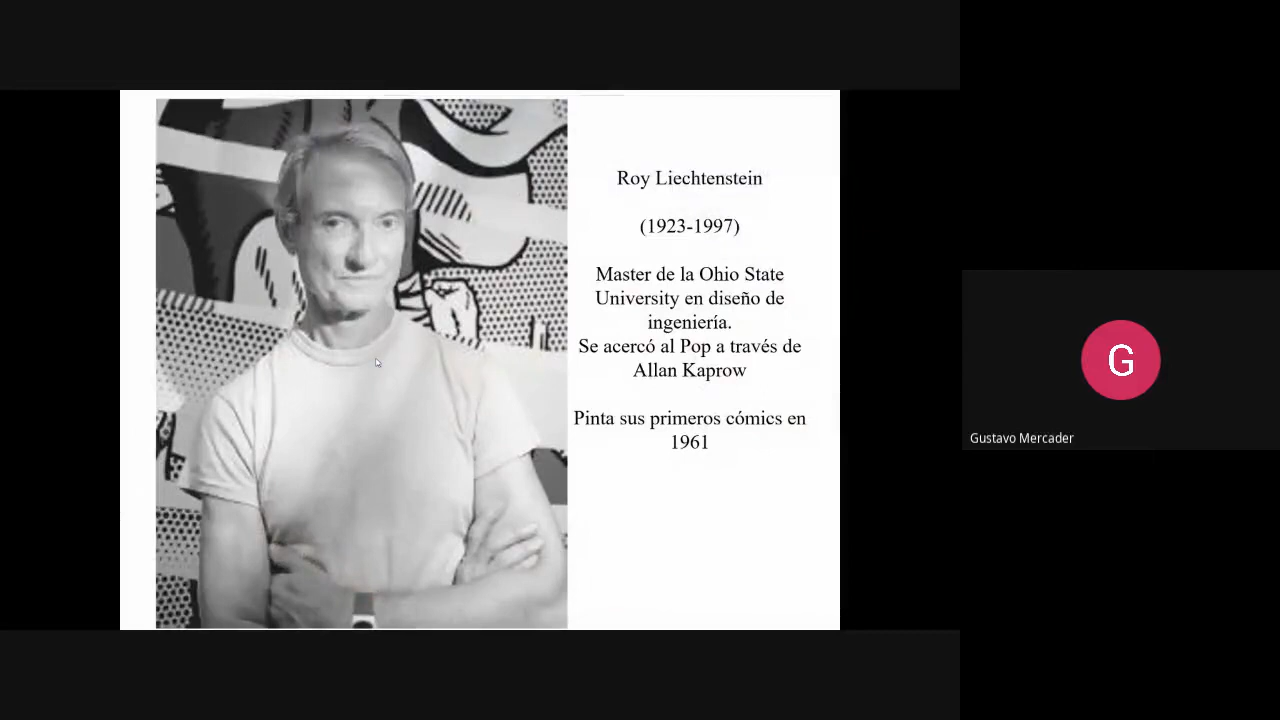 Roy Liechtenstein
(1923-1997)
Master de la Ohio State
University en diseño de
ingeniería.
Se acercó al Pop a través de
Allan Kaprow
Pinta sus primeros cómics en
1961
G
Gustavo Mercader